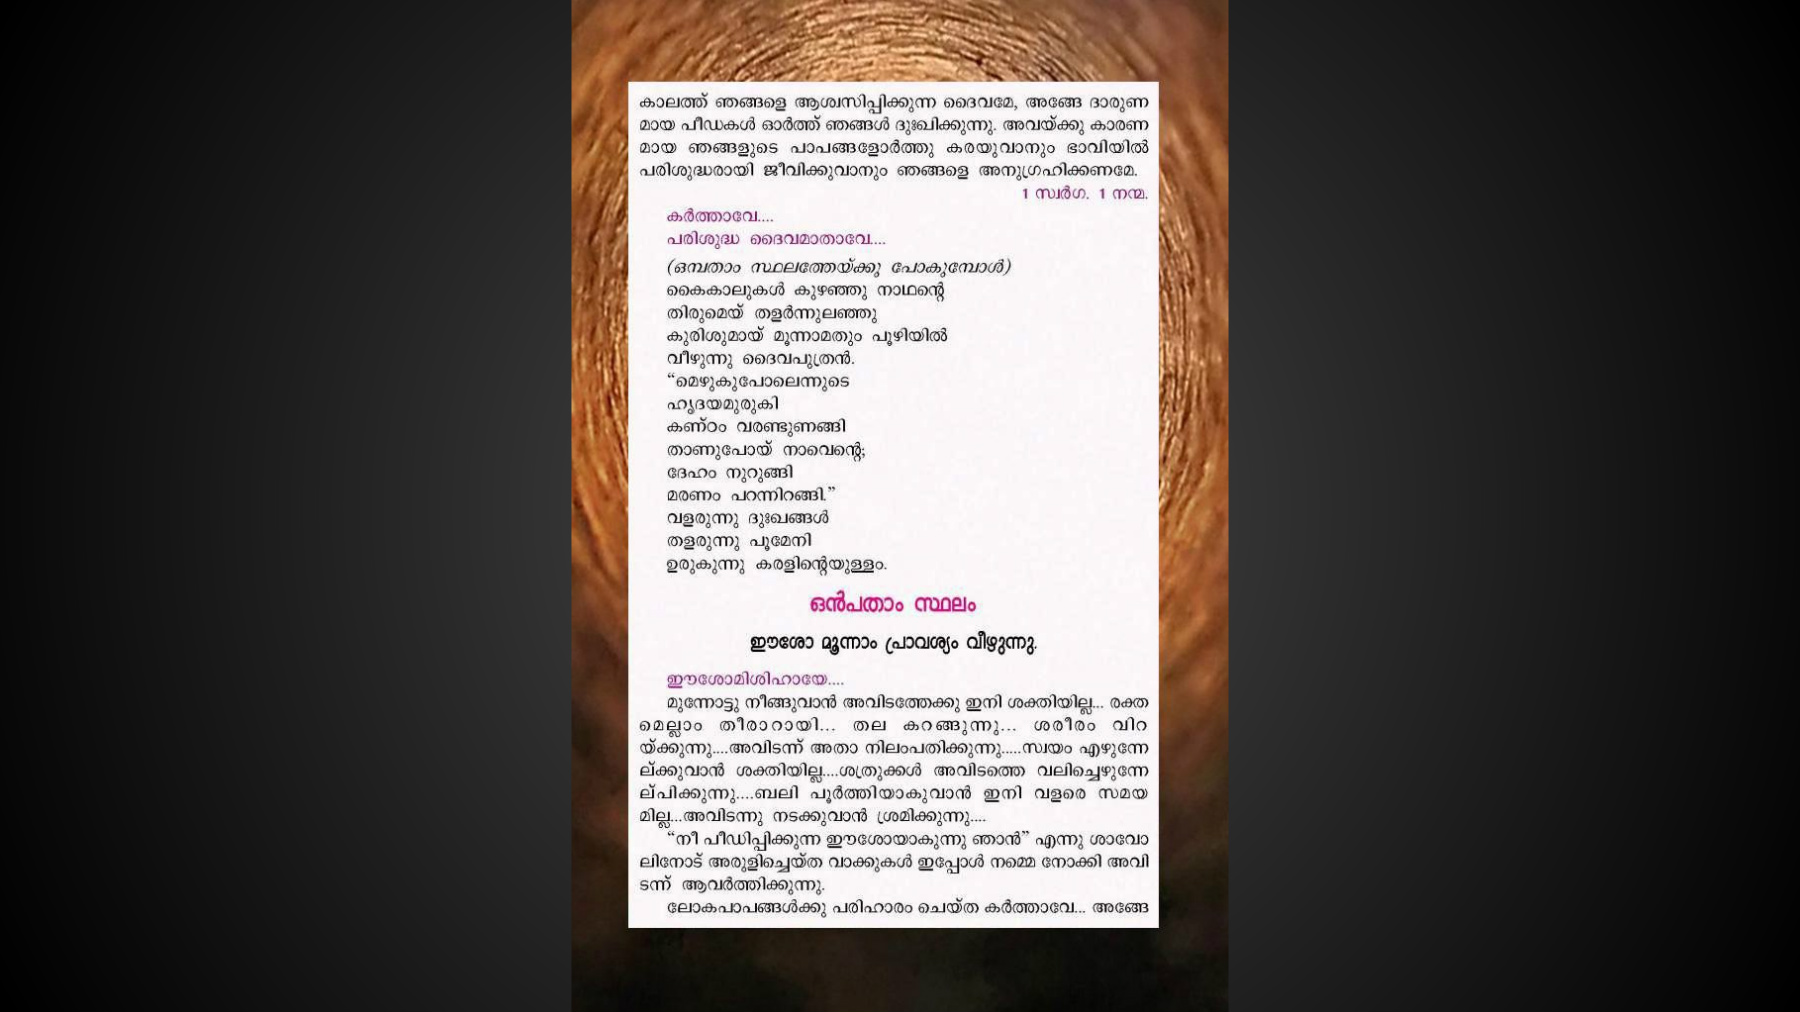 കാലത്ത് ഞങ്ങളെ ആശ്വസിപ്പിക്കുന്ന ദൈവമേ, അങ്ങേ ദാരുണ
മായ പീഡകൾ ഓർത്ത് ഞങ്ങൾ ദുഃഖിക്കുന്നു. അവയ്ക്കു കാരണ
മായ ഞങ്ങളുടെ പാപങ്ങളോർത്തു കരയുവാനും ഭാവിയിൽ
പരിശുദ്ധരായി ജീവിക്കുവാനും ഞങ്ങളെ അനുഗ്രഹിക്കണമേ.
1 സ്വർഗ. 1 നന്മ.
കർത്താവേ....
പരിശുദ്ധ ദൈവമാതാവേ....
(ഒമ്പതാം സ്ഥലത്തേയ്ക്കു പോകുമ്പോൾ)
കൈകാലുകൾ കുഴഞ്ഞു നാഥന്റെ
തിരുമെയ് തളർന്നുലഞ്ഞു
കുരിശുമായ് മൂന്നാമതും പൂഴിയിൽ
വീഴുന്നു ദൈവപുത്രൻ.
“മെഴുകുപോലെന്നുടെ
ഹൃദയമുരുകി
കണ്ഠം വരണ്ടുണങ്ങി
താണുപോയ് നാവെന്റെ;
ദേഹം നുറുങ്ങി
മരണം പറന്നിറങ്ങി.”
വളരുന്നു ദുഃഖങ്ങൾ
തളരുന്നു പൂമേനി
ഉരുകുന്നു കരളിന്റെയുള്ളം.
ഒൻപതാം സ്ഥലം
ഈശോ മൂന്നാം പ്രാവശ്യം വീഴുന്നു.
ഈശോമിശിഹായേ....
മുന്നോട്ടു നീങ്ങുവാൻ അവിടത്തേക്കു ഇനി ശക്തിയില്ല... രക്ത
മെല്ലാം തീരാറായി... തല കറങ്ങുന്നു... ശരീരം വിറ
യ്ക്കുന്നു....അവിടന്ന് അതാ നിലംപതിക്കുന്നു.....സ്വയം എഴുന്നേ
ല്ക്കുവാൻ ശക്തിയില്ല....ശത്രുക്കൾ അവിടത്തെ വലിച്ചെഴുന്നേ
ല്പിക്കുന്നു....ബലി പൂർത്തിയാകുവാൻ ഇനി വളരെ സമയ
മില്ല...അവിടന്നു നടക്കുവാൻ ശ്രമിക്കുന്നു....
“നീ പീഡിപ്പിക്കുന്ന ഈശോയാകുന്നു ഞാൻ” എന്നു ശാവോ
ലിനോട് അരുളിച്ചെയ്ത വാക്കുകൾ ഇപ്പോൾ നമ്മെ നോക്കി അവി
ടന്ന് ആവർത്തിക്കുന്നു.
ലോകപാപങ്ങൾക്കു പരിഹാരം ചെയ്ത കർത്താവേ... അങ്ങേ